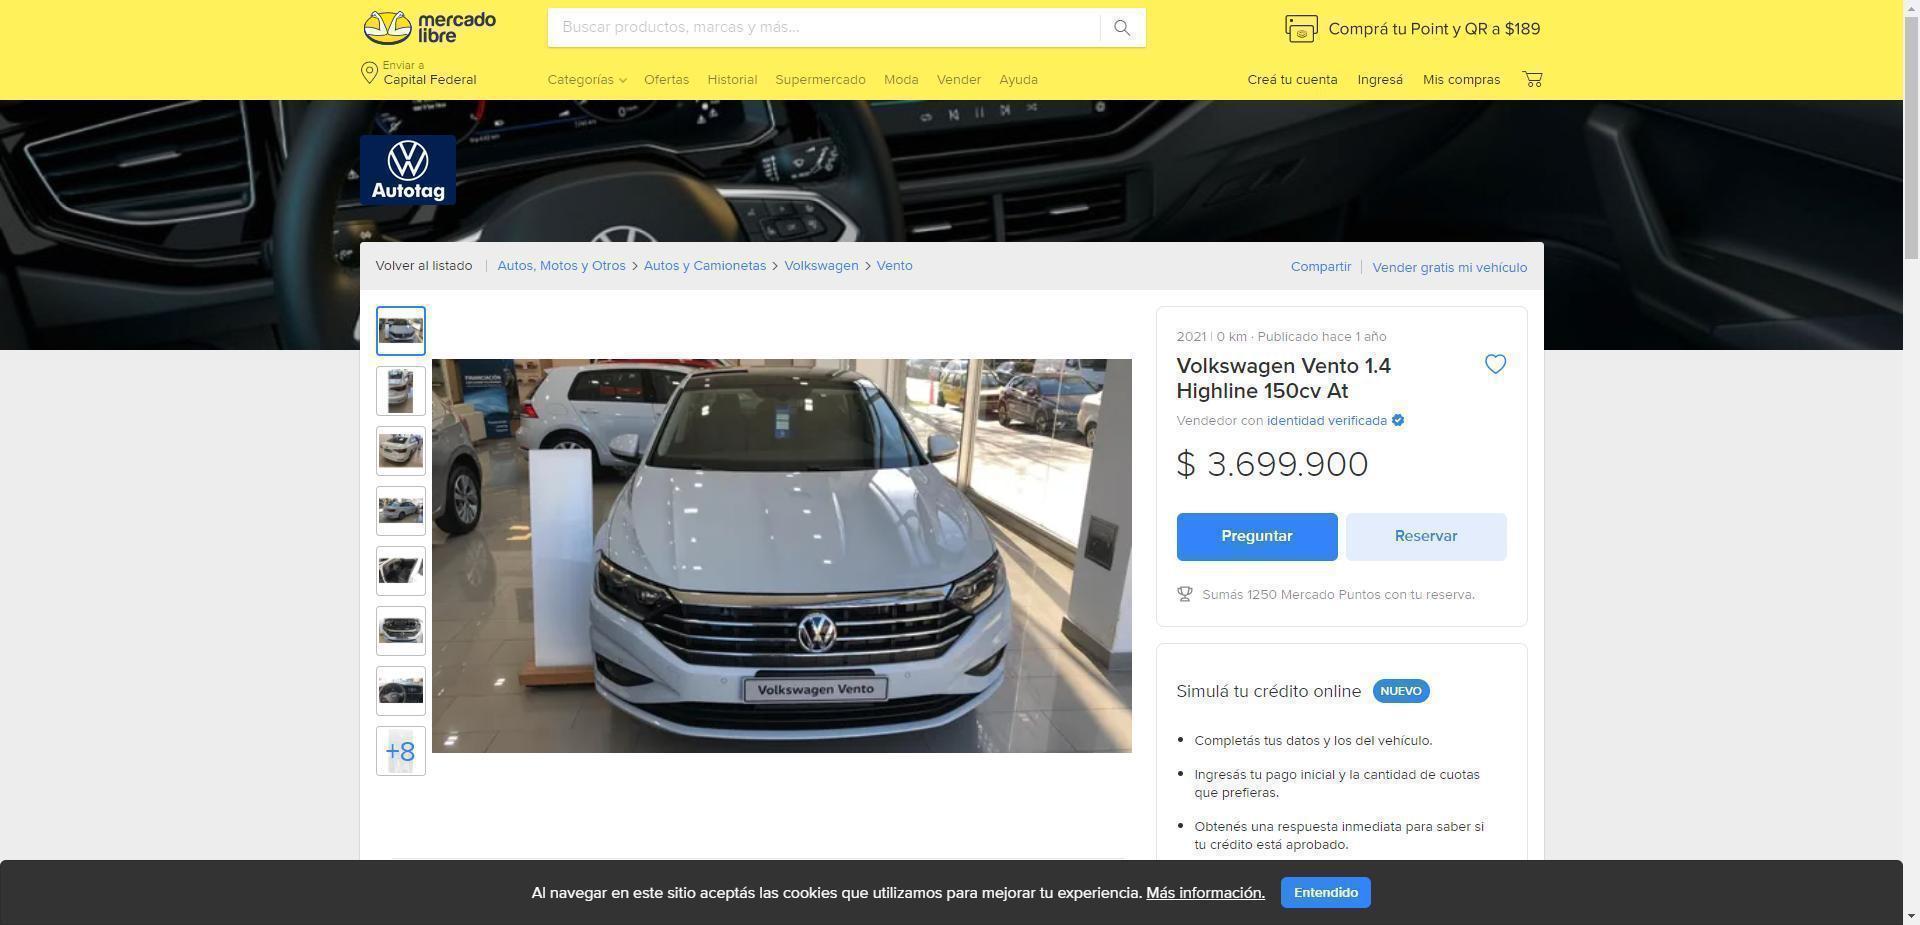 mercado
libre
Buscar productos, marcas y más...
Comprá tu Point y QR a $189
Enviar a
Capital Federal
Categorías Ofertas Historial Supermercado Moda Vender Ayuda
Creá tu cuenta Ingresá Mis compras
Autotag
Volver al listado | Autos, Motos y Otros > Autos y Camionetas > Volkswagen > Vento
Compartir | Vender gratis mi vehículo
+8
FINANCIACIÓN
Volkswagen Vento
2021 | 0 km · Publicado hace 1 año
Volkswagen Vento 1.4
Highline 150cv At
Vendedor con identidad verificada
$ 3.699.900
Preguntar Reservar
Sumás 1250 Mercado Puntos con tu reserva.
Simulá tu crédito online NUEVO
• Completás tus datos y los del vehículo.
• Ingresás tu pago inicial y la cantidad de cuotas
que prefieras.
• Obtenés una respuesta inmediata para saber si
tu crédito está aprobado.
Al navegar en este sitio aceptás las cookies que utilizamos para mejorar tu experiencia. Más información. Entendido